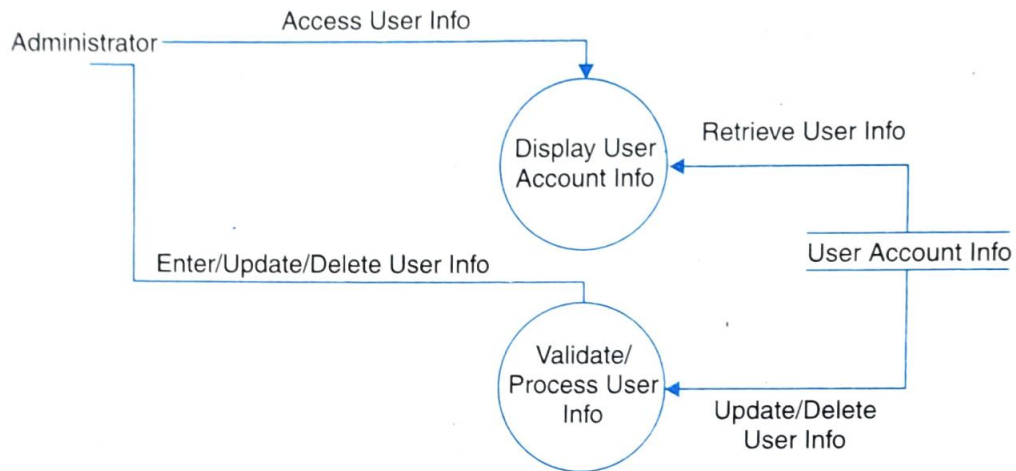 Access User Info
Administrator
Display User
Account Info
Retrieve User Info
User Account Info
Enter/Update/Delete User Info
Validate/
Process User
Info
Update/Delete
User Info